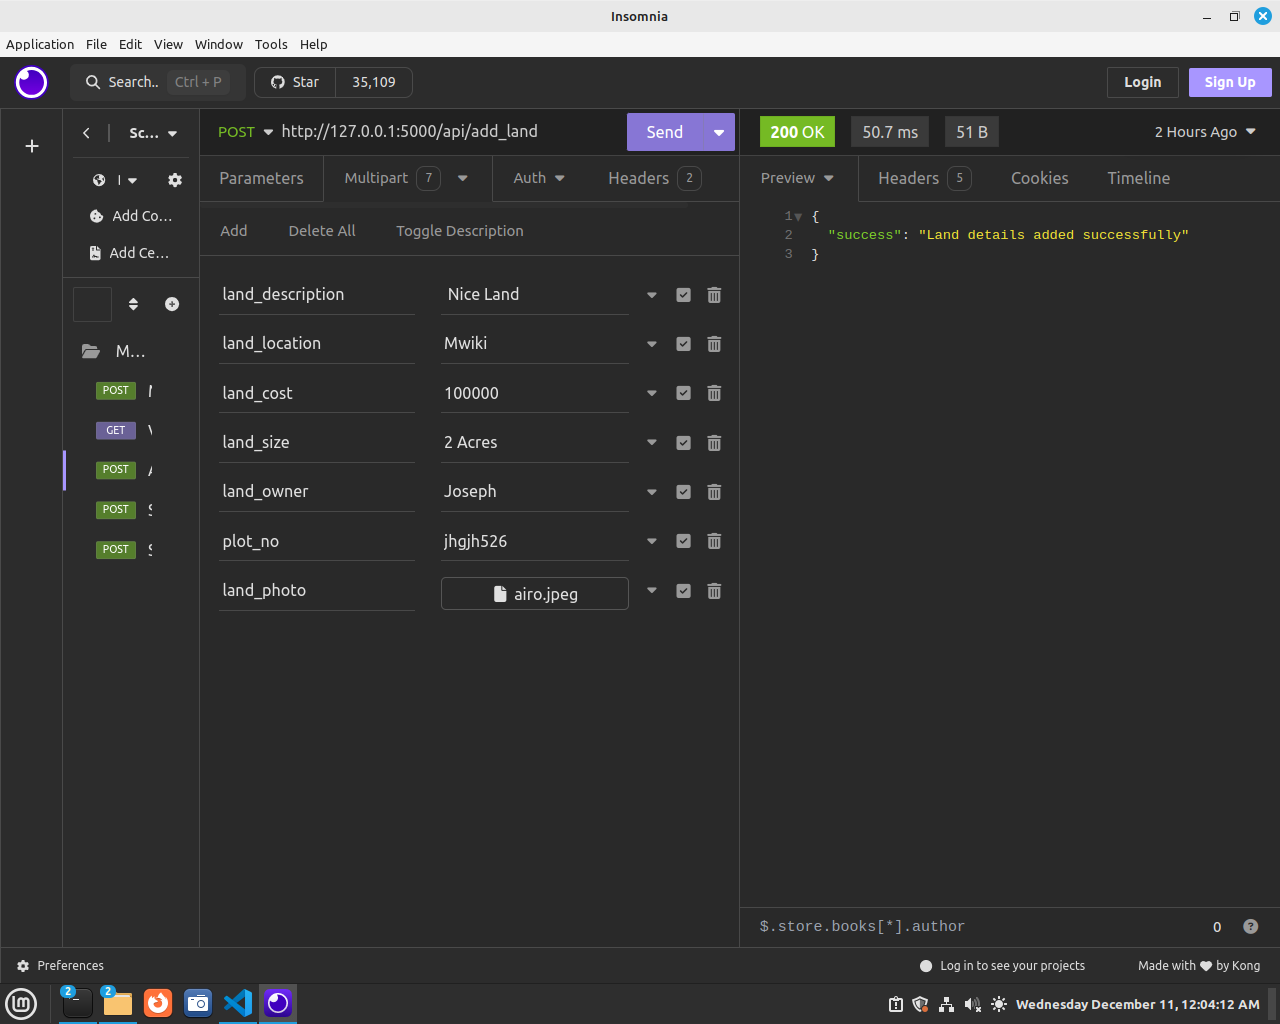 Insomnia
Application File Edit View Window Tools Help
Search.. Ctrl + P Star 35,109 Login Sign Up
Sc... POST http://127.0.0.1:5000/api/add_land Send 200 OK 50.7 ms 51 B 2 Hours Ago
Parameters Multipart 7 Auth Headers 2 Preview Headers 5 Cookies Timeline
Add Co...
Add Ce...
Add Delete All Toggle Description
1 {
2 "success": "Land details added successfully"
3 }
land_description Nice Land
land_location Mwiki
land_cost 100000
land_size 2 Acres
land_owner Joseph
plot_no jhgjh526
land_photo airo.jpeg
M...
POST
GET
POST
POST
POST
$.store.books[*].author 0 ?
Preferences Log in to see your projects Made with ❤ by Kong
2 2 Wednesday December 11, 12:04:12 AM